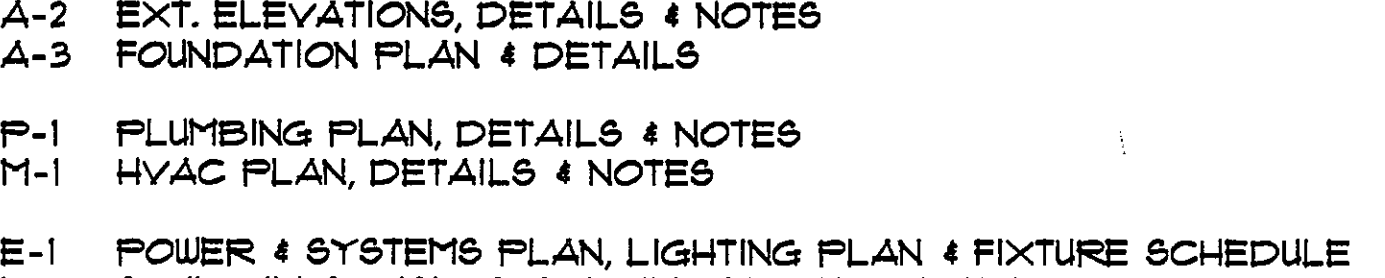 A-2 EXT. ELEVATIONS, DETAILS & NOTES
A-3 FOUNDATION PLAN & DETAILS
P-1 PLUMBING PLAN, DETAILS & NOTES
M-1 HVAC PLAN, DETAILS & NOTES
E-1 POWER & SYSTEMS PLAN, LIGHTING PLAN & FIXTURE SCHEDULE